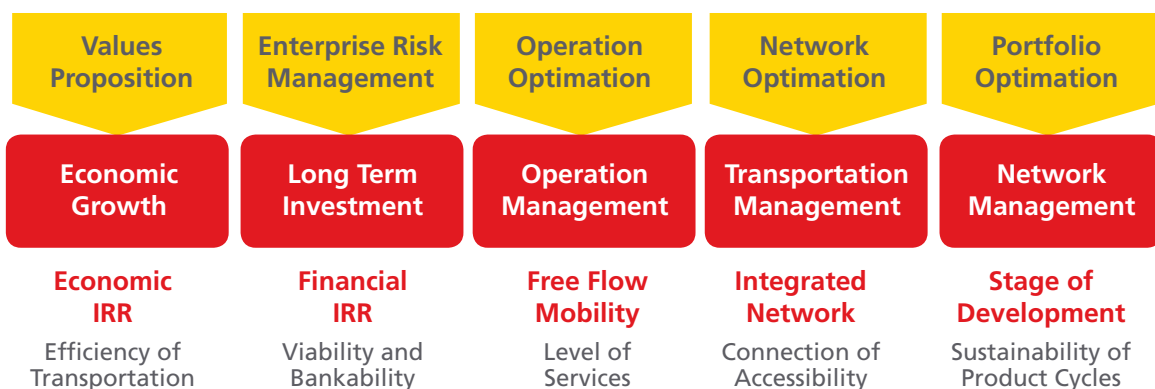 Values
Proposition
Enterprise Risk
Management
Operation
Optimation
Network
Optimation
Portfolio
Optimation
Economic
Growth
Long Term
Investment
Operation
Management
Transportation
Management
Network
Management
Economic
IRR
Financial
IRR
Free Flow
Mobility
Integrated
Network
Stage of
Development
Efficiency of
Transportation
Viability and
Bankability
Level of
Services
Connection of
Accessibility
Sustainability of
Product Cycles